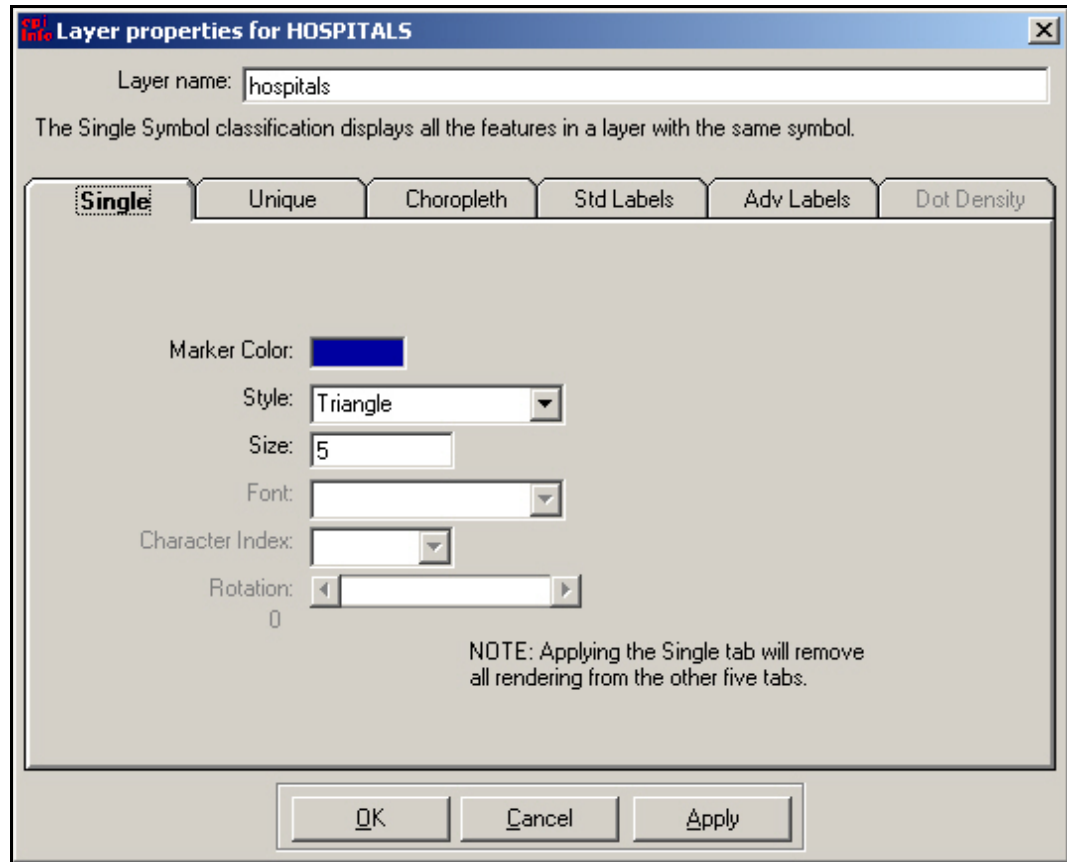 epi info Layer properties for HOSPITALS
Layer name: hospitals
The Single Symbol classification displays all the features in a layer with the same symbol.
Single Unique Choropleth Std Labels Adv Labels Dot Density
Marker Color:
Style: Triangle
Size: 5
Font:
Character Index:
Rotation:
0
NOTE: Applying the Single tab will remove
all rendering from the other five tabs.
OK Cancel Apply